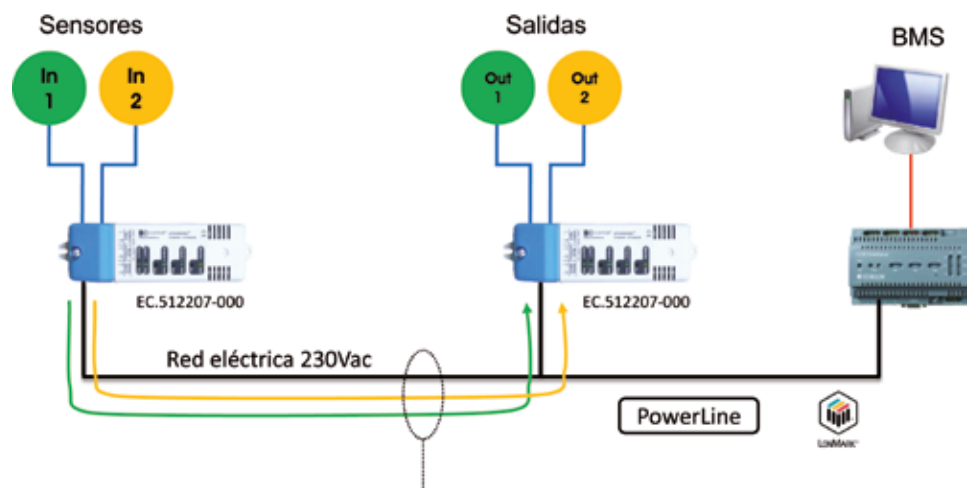 Sensores
Salidas
BMS
In
1
In
2
Out
1
Out
2
EC.512207-000
EC.512207-000
Red eléctrica 230Vac
PowerLine
LONMARK